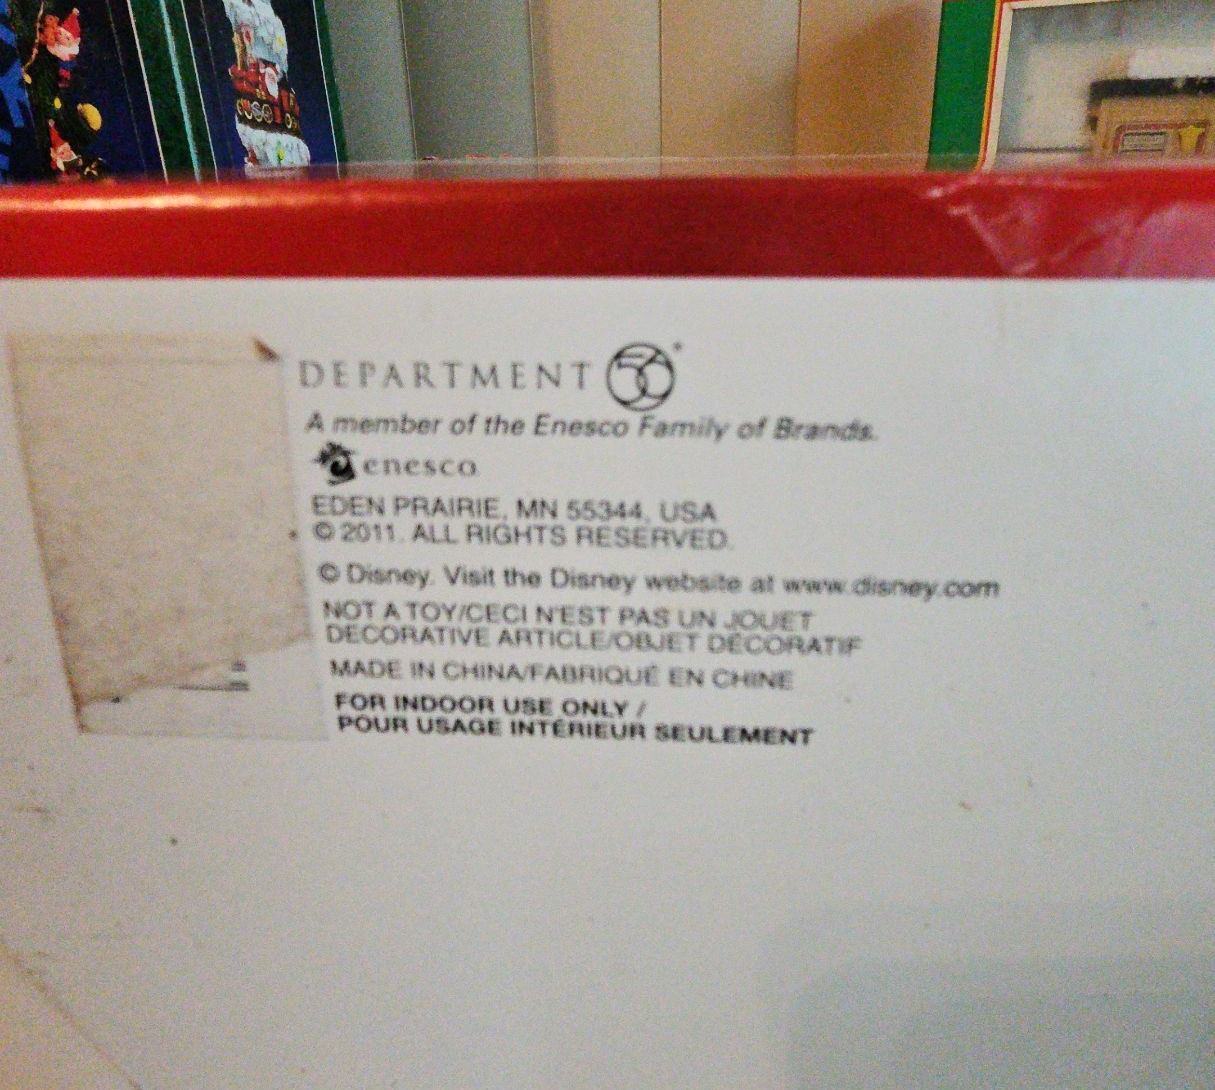 DEPARTMENT 56®
A member of the Enesco Family of Brands.
enesco
EDEN PRAIRIE, MN 55344, USA
© 2011. ALL RIGHTS RESERVED.
© Disney. Visit the Disney website at www.disney.com
NOT A TOY/CECI N'EST PAS UN JOUET
DECORATIVE ARTICLE/OBJET DÉCORATIF
MADE IN CHINA/FABRIQUÉ EN CHINE
FOR INDOOR USE ONLY /
POUR USAGE INTÉRIEUR SEULEMENT